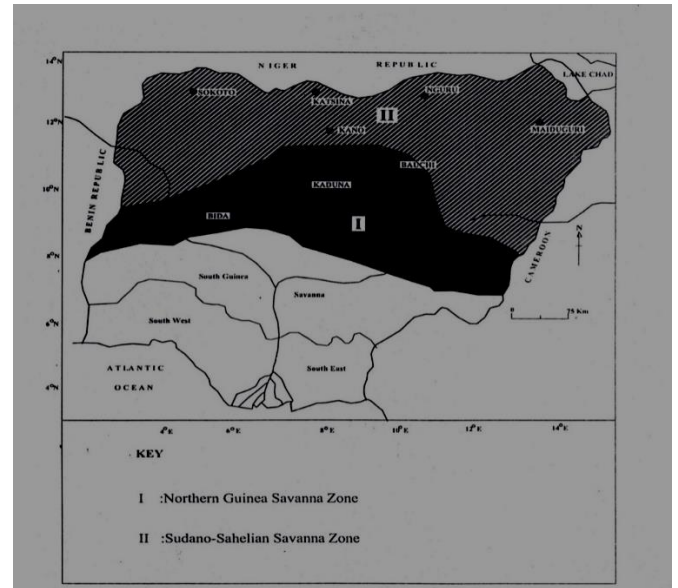 14°N
NIGER REPUBLIC
LAKE CHAD
SOKOTO
KATSINA
NGURU
II
12°N
KANO
MAIDUGURI
10°N
KADUNA
BENIN REPUBLIC
BIDA
I
CAMEROON
N
8°N
South Guinea
Savanna
0 75 Km
6°N
South West
South East
ATLANTIC
OCEAN
4°N
4°E 6°E 8°E 10°E 12°E 14°E
KEY
I :Northern Guinea Savanna Zone
II :Sudano-Sahelian Savanna Zone